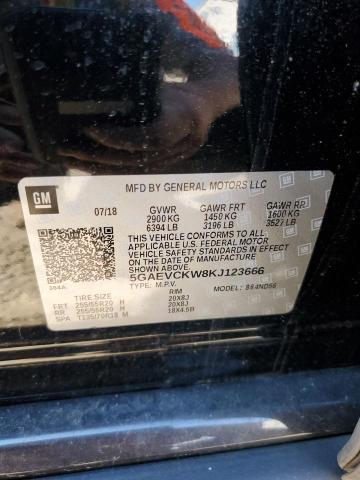 GM
MFD BY GENERAL MOTORS LLC
07/18 GVWR GAWR FRT GAWR RR
2900 KG 1450 KG 1600 KG
6394 LB 3196 LB 3527 LB
THIS VEHICLE CONFORMS TO ALL
APPLICABLE U.S. FEDERAL MOTOR
VEHICLE SAFETY STANDARDS IN EFFECT
ON THE DATE OF MANUFACTURE
SHOWN ABOVE.
5GAEVCKW8KJ123666
TYPE: M.P.V. MODEL:
TIRE SIZE RIM
FRT 255/55R20 H 20X8J
RR 255/55R20 H 20X8J
SPA T135/70R18 M 18X4.5B